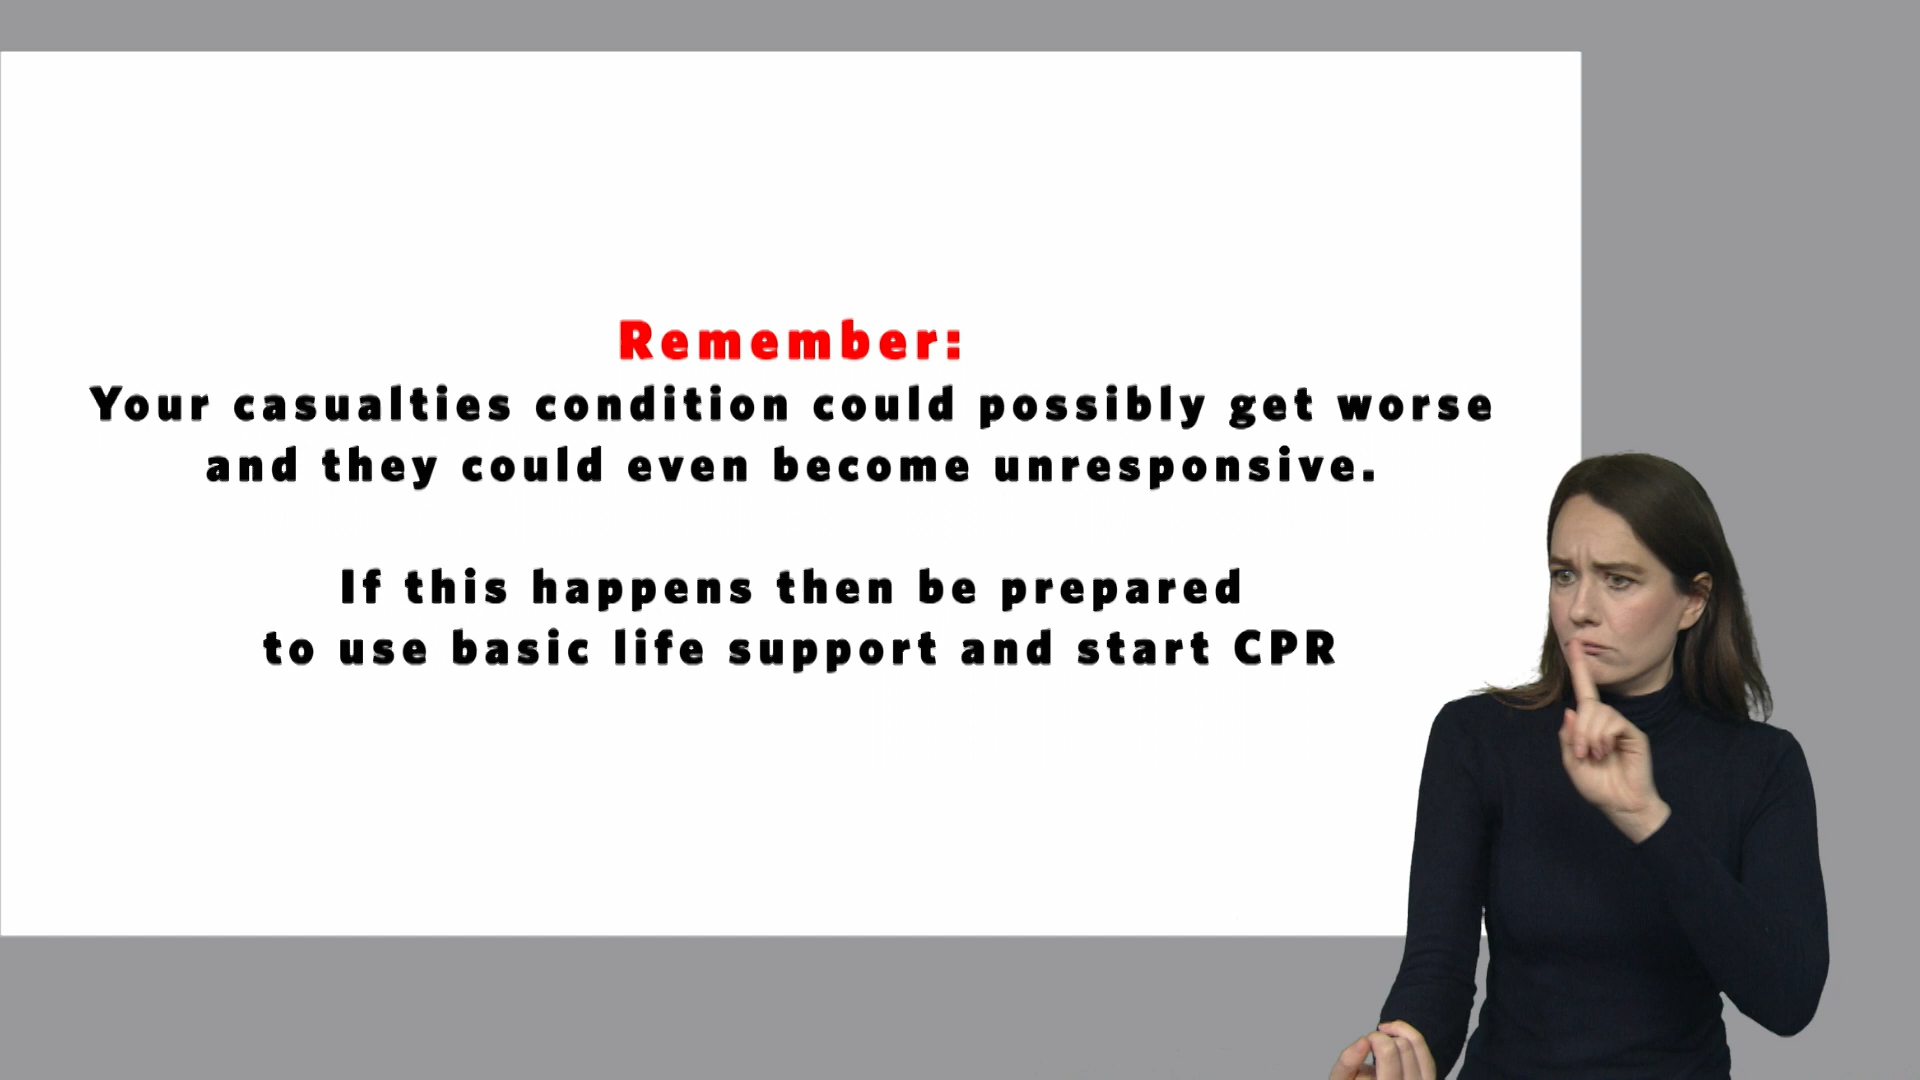 Remember:
Your casualties condition could possibly get worse
and they could even become unresponsive.
If this happens then be prepared
to use basic life support and start CPR